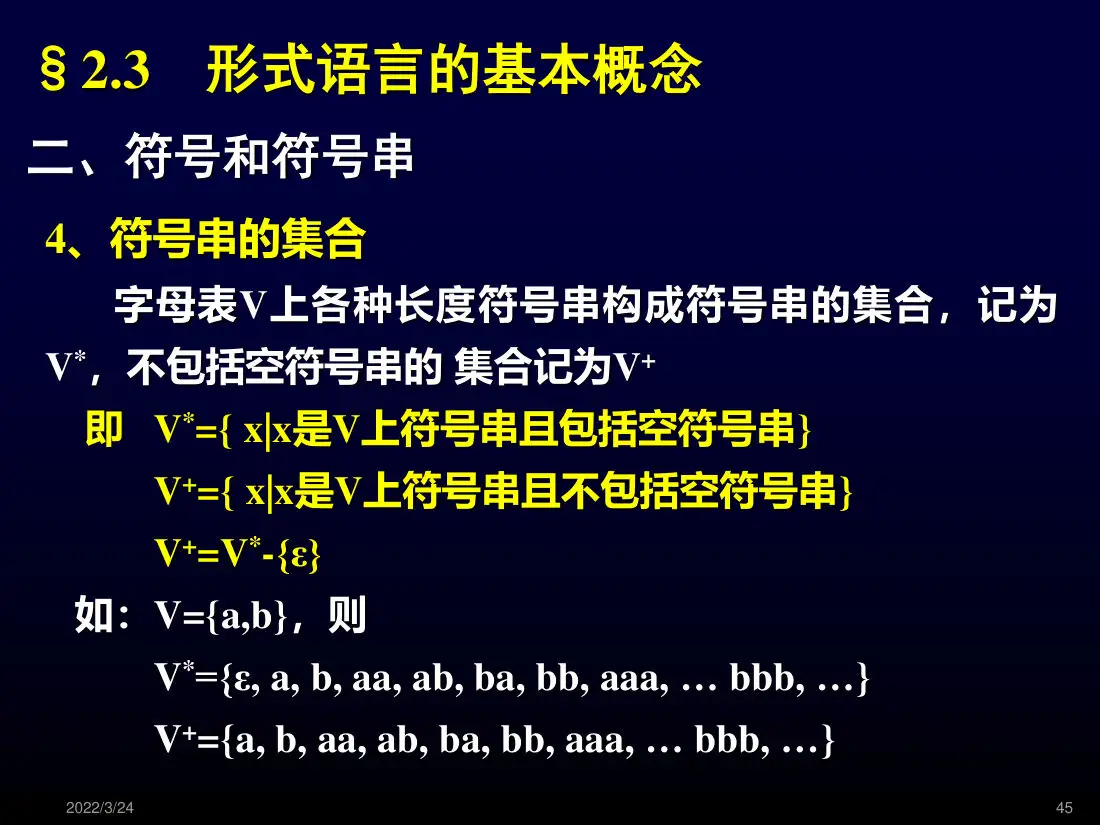 §2.3 形式语言的基本概念
二、符号和符号串
4、符号串的集合
字母表V上各种长度符号串构成符号串的集合，记为
V*，不包括空符号串的 集合记为V+
即 V*={ x|x是V上符号串且包括空符号串}
V+={ x|x是V上符号串且不包括空符号串}
V+=V*-{ε}
如：V={a,b}，则
V*={ε, a, b, aa, ab, ba, bb, aaa, … bbb, …}
V+={a, b, aa, ab, ba, bb, aaa, … bbb, …}
2022/3/24 45